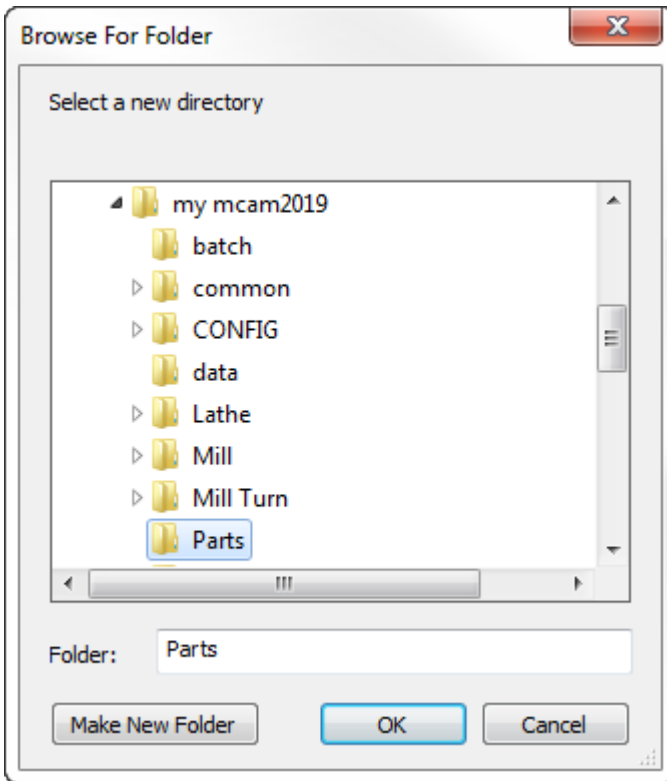 Browse For Folder
Select a new directory
my mcam2019
batch
common
CONFIG
data
Lathe
Mill
Mill Turn
Parts
Folder: Parts
Make New Folder OK Cancel